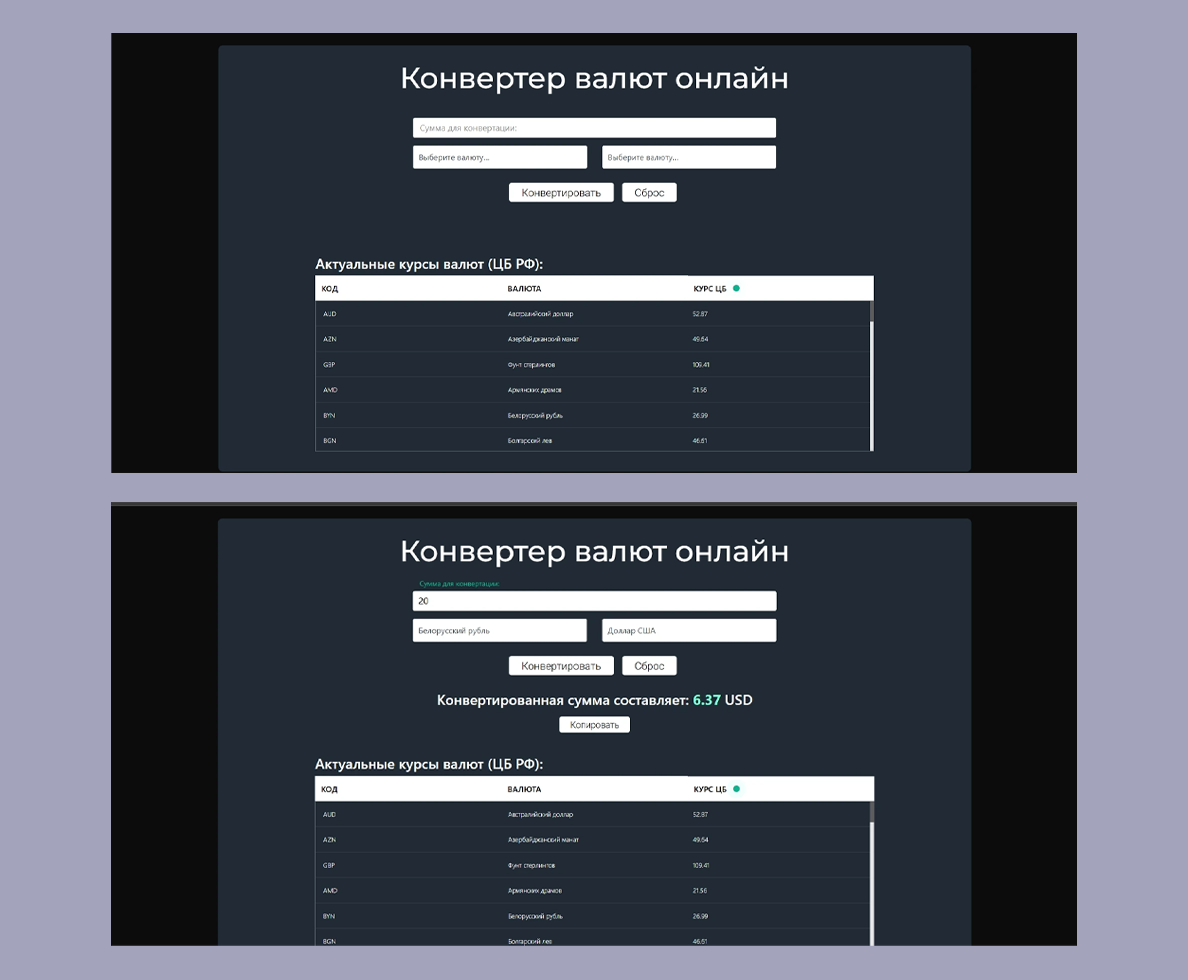 Конвертер валют онлайн
Сумма для конвертации:
Выберите валюту... Выберите валюту...
Конвертировать Сброс
Актуальные курсы валют (ЦБ РФ):
КОД ВАЛЮТА КУРС ЦБ
AUD Австралийский доллар 52.87
AZN Азербайджанский манат 49.64
GBP Фунт стерлингов 109.41
AMD Армянских драмов 21.56
BYN Белорусский рубль 26.99
BGN Болгарский лев 46.61
Конвертер валют онлайн
Сумма для конвертации:
20
Белорусский рубль Доллар США
Конвертировать Сброс
Конвертированная сумма составляет: 6.37 USD
Копировать
Актуальные курсы валют (ЦБ РФ):
КОД ВАЛЮТА КУРС ЦБ
AUD Австралийский доллар 52.87
AZN Азербайджанский манат 49.64
GBP Фунт стерлингов 109.41
AMD Армянских драмов 21.56
BYN Белорусский рубль 26.99
BGN Болгарский лев 46.61